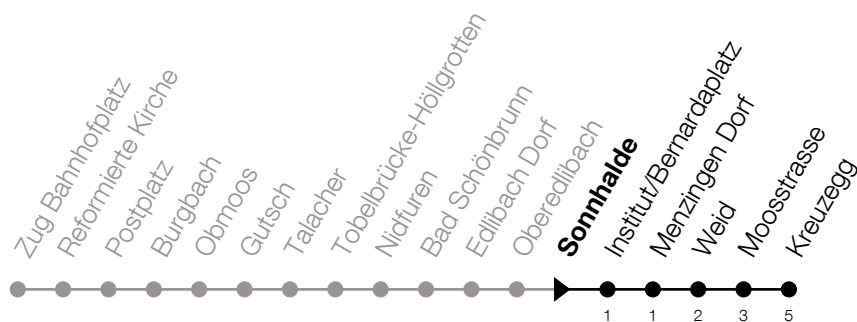 Zug Bahnhofplatz
Reformierte Kirche
Postplatz
Burgbach
Obmoos
Gutsch
Talacher
Tobelbrücke-Höllgrotten
Nidfuren
Bad Schönbrunn
Edlibach Dorf
Oberedlibach
Sonnhalde
Institut/Bernardaplatz
Menzingen Dorf
Weid
Moosstrasse
Kreuzegg
1 1 2 3 5